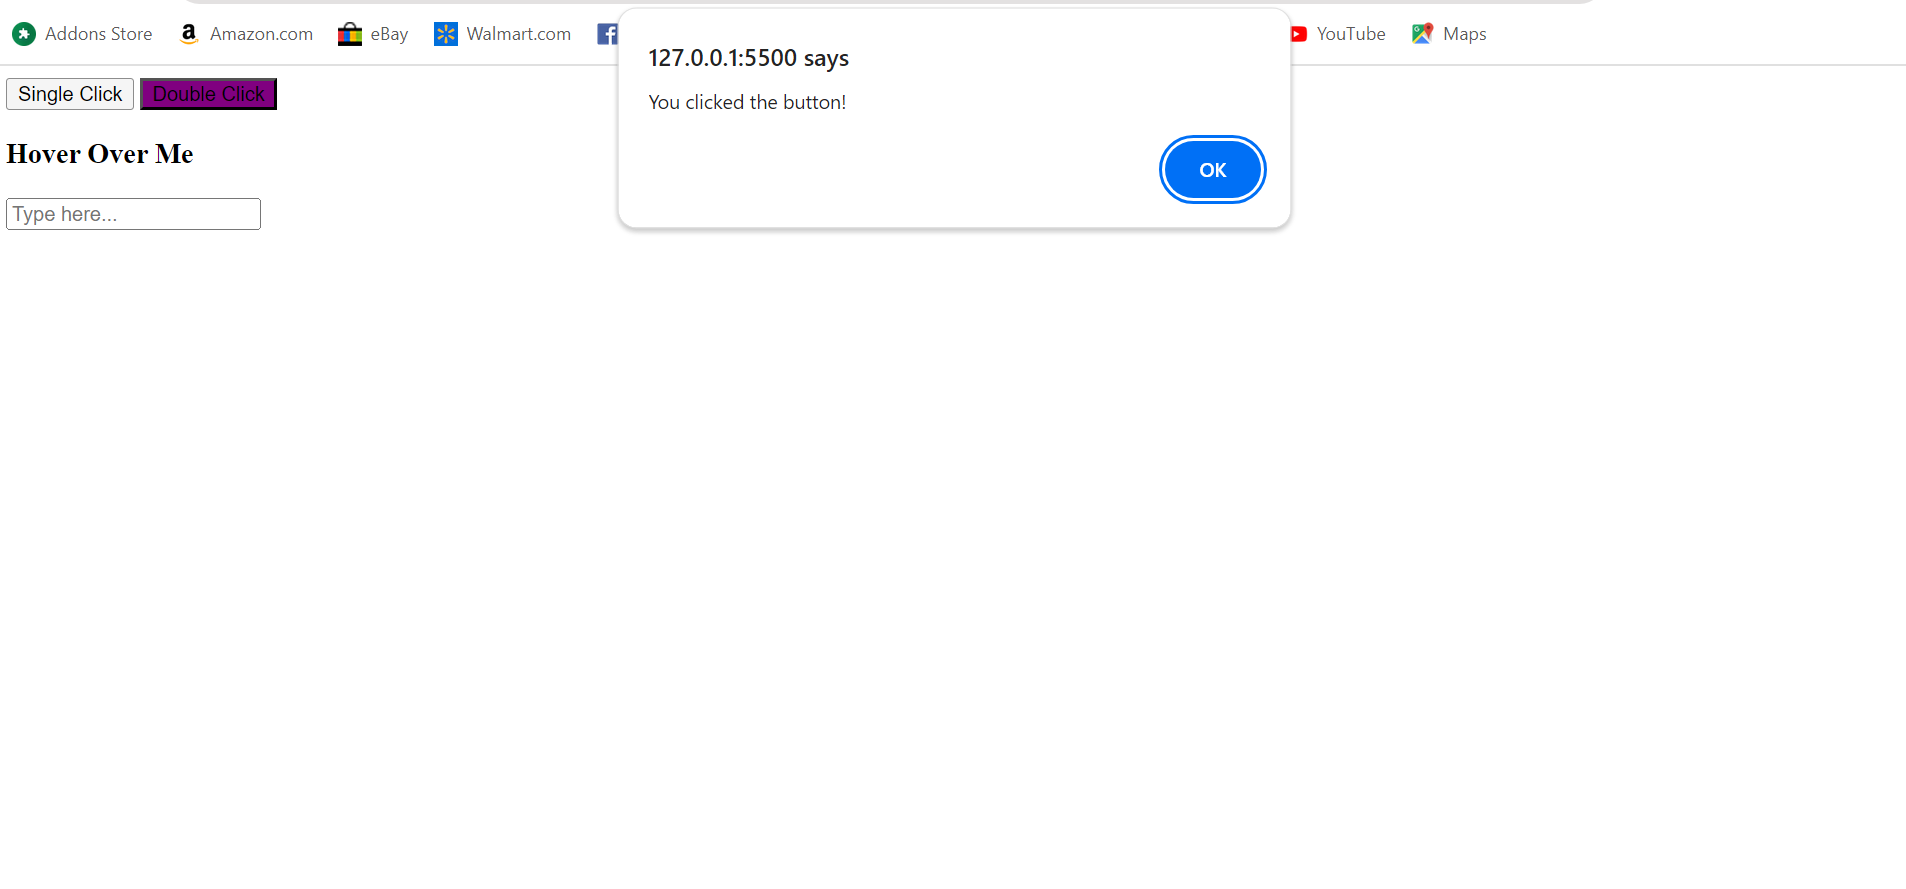 Addons Store Amazon.com eBay Walmart.com YouTube Maps
127.0.0.1:5500 says
You clicked the button!
OK
Single Click Double Click
Hover Over Me
Type here...